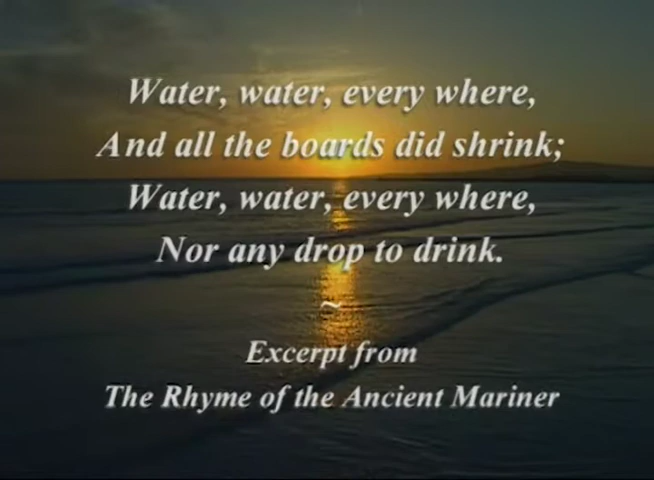 Water, water, every where,
And all the boards did shrink;
Water, water, every where,
Nor any drop to drink.
~
Excerpt from
The Rhyme of the Ancient Mariner